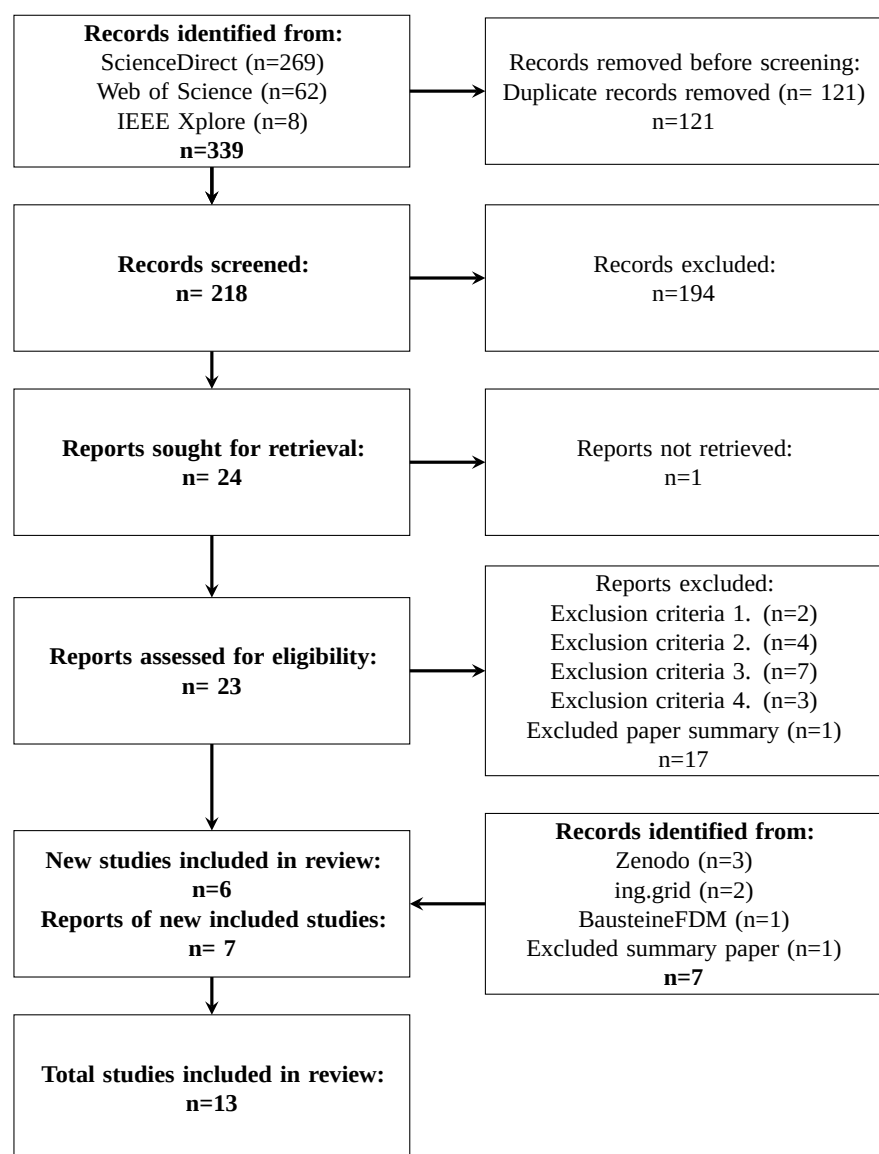 Records identified from:
ScienceDirect (n=269)
Web of Science (n=62)
IEEE Xplore (n=8)
n=339
Records removed before screening:
Duplicate records removed (n= 121)
n=121
Records screened:
n= 218
Records excluded:
n=194
Reports sought for retrieval:
n= 24
Reports not retrieved:
n=1
Reports assessed for eligibility:
n= 23
Reports excluded:
Exclusion criteria 1. (n=2)
Exclusion criteria 2. (n=4)
Exclusion criteria 3. (n=7)
Exclusion criteria 4. (n=3)
Excluded paper summary (n=1)
n=17
New studies included in review:
n=6
Reports of new included studies:
n= 7
Records identified from:
Zenodo (n=3)
ing.grid (n=2)
BausteineFDM (n=1)
Excluded summary paper (n=1)
n=7
Total studies included in review:
n=13